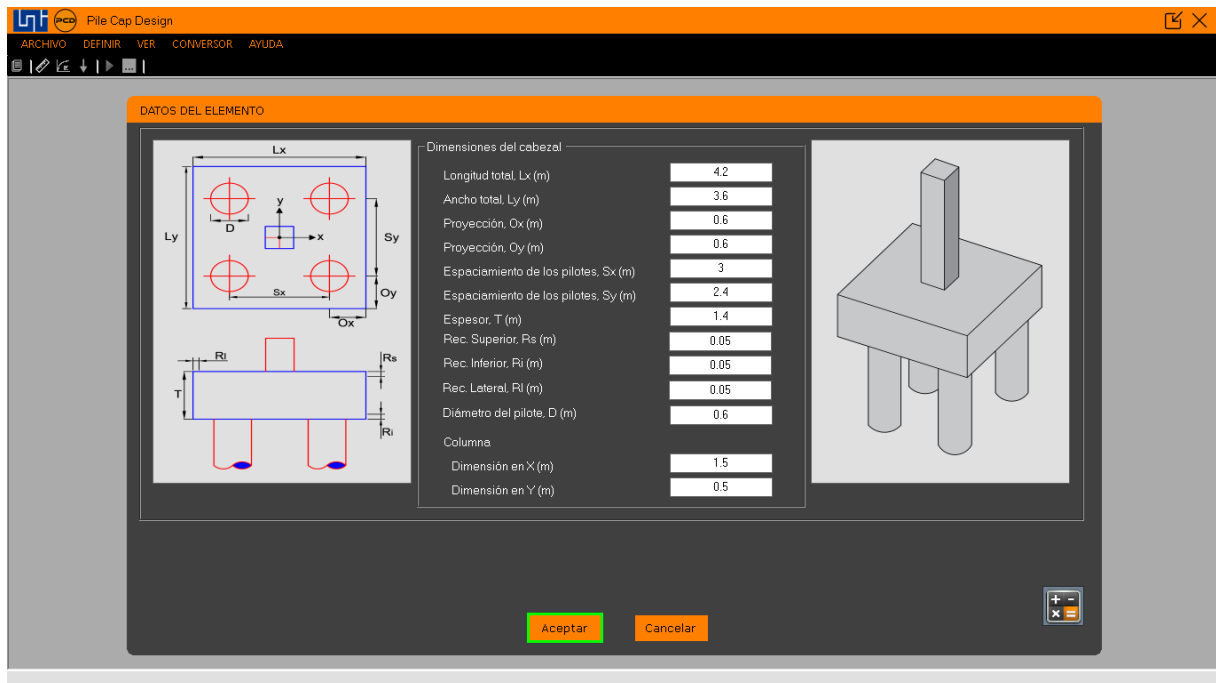 PCD Pile Cap Design
ARCHIVO DEFINIR VER CONVERSOR AYUDA
DATOS DEL ELEMENTO
Lx
Ly
D
y
x
Sy
Sx
Oy
Ox
Rl
Rs
T
Ri
Dimensiones del cabezal
Longitud total, Lx (m) 4.2
Ancho total, Ly (m) 3.6
Proyección, Ox (m) 0.6
Proyección, Oy (m) 0.6
Espaciamiento de los pilotes, Sx (m) 3
Espaciamiento de los pilotes, Sy (m) 2.4
Espesor, T (m) 1.4
Rec. Superior, Rs (m) 0.05
Rec. Inferior, Ri (m) 0.05
Rec. Lateral, Rl (m) 0.05
Diámetro del pilote, D (m) 0.6
Columna
Dimensión en X (m) 1.5
Dimensión en Y (m) 0.5
Aceptar Cancelar